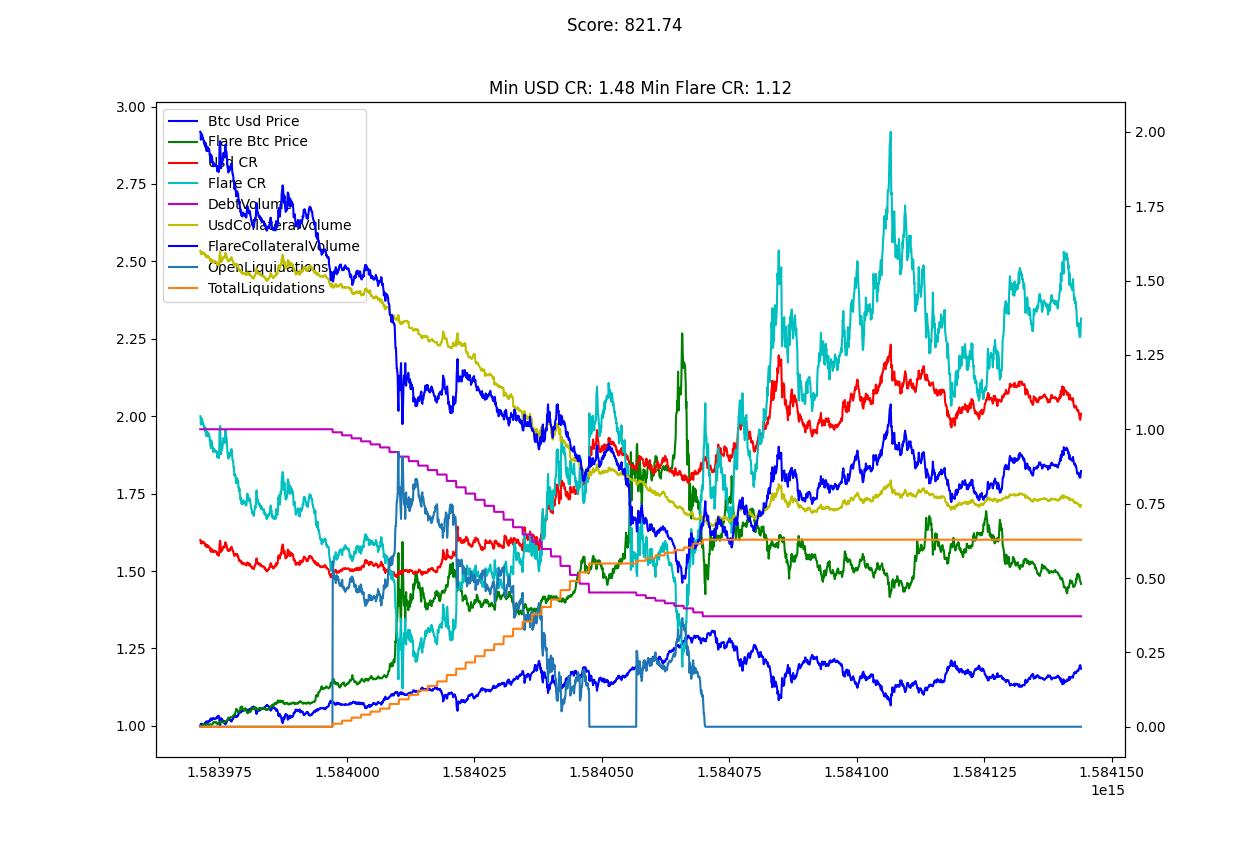 Score: 821.74
Min USD CR: 1.48 Min Flare CR: 1.12
Btc Usd Price
Flare Btc Price
Usd CR
Flare CR
DebtVolume
UsdCollateralVolume
FlareCollateralVolume
OpenLiquidations
TotalLiquidations
3.00
2.75
2.50
2.25
2.00
1.75
1.50
1.25
1.00
2.00
1.75
1.50
1.25
1.00
0.75
0.50
0.25
0.00
1.583975 1.584000 1.584025 1.584050 1.584075 1.584100 1.584125 1.584150
1e15